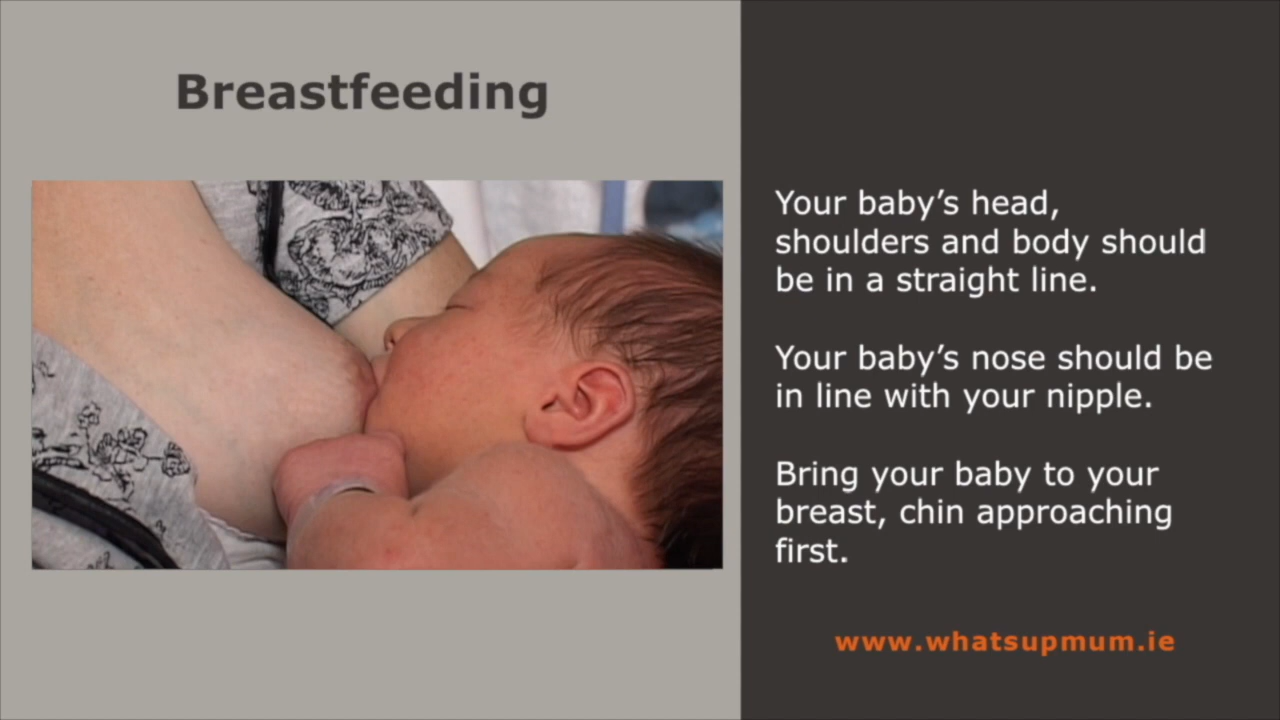 Breastfeeding
Your baby’s head,
shoulders and body should
be in a straight line.
Your baby’s nose should be
in line with your nipple.
Bring your baby to your
breast, chin approaching
first.
www.whatsupmum.ie